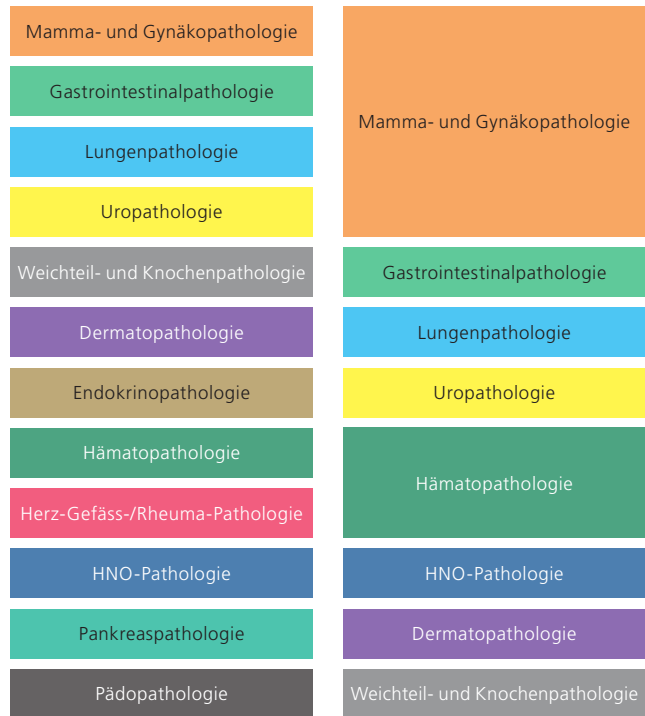 Mamma- und Gynäkopathologie
Gastrointestinalpathologie
Lungenpathologie
Uropathologie
Weichteil- und Knochenpathologie
Dermatopathologie
Endokrinopathologie
Hämatopathologie
Herz-Gefäss-/Rheuma-Pathologie
HNO-Pathologie
Pankreaspathologie
Pädopathologie
Mamma- und Gynäkopathologie
Gastrointestinalpathologie
Lungenpathologie
Uropathologie
Hämatopathologie
HNO-Pathologie
Dermatopathologie
Weichteil- und Knochenpathologie